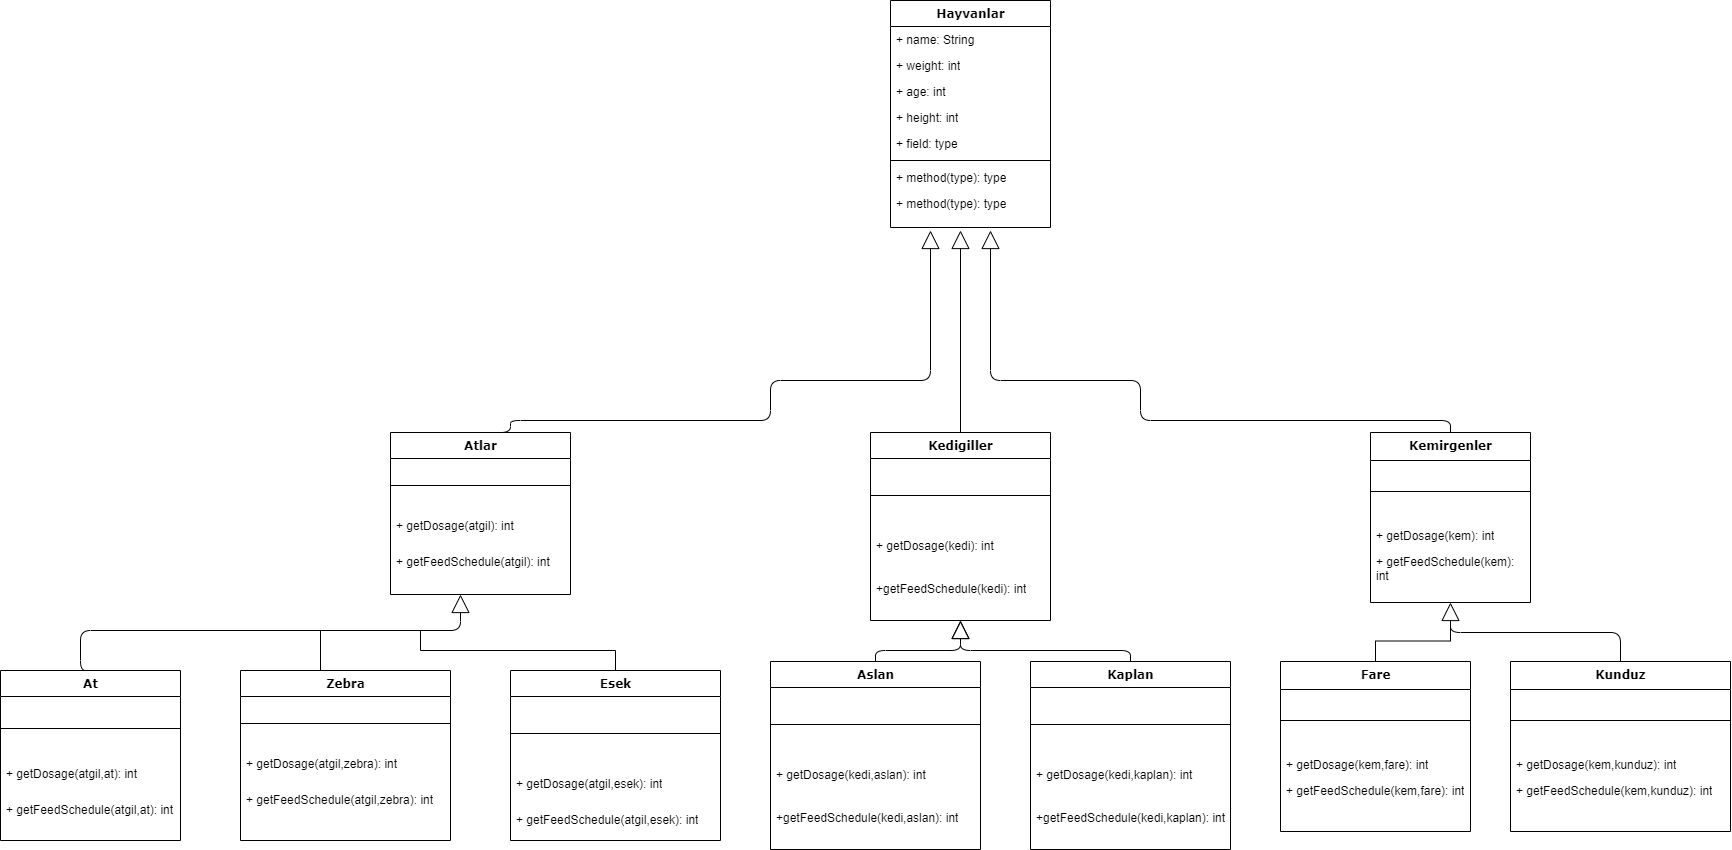 Hayvanlar
+ name: String
+ weight: int
+ age: int
+ height: int
+ field: type
+ method(type): type
+ method(type): type
Atlar
+ getDosage(atgil): int
+ getFeedSchedule(atgil): int
Kedigiller
+ getDosage(kedi): int
+getFeedSchedule(kedi): int
Kemirgenler
+ getDosage(kem): int
+ getFeedSchedule(kem):
int
At
+ getDosage(atgil,at): int
+ getFeedSchedule(atgil,at): int
Zebra
+ getDosage(atgil,zebra): int
+ getFeedSchedule(atgil,zebra): int
Esek
+ getDosage(atgil,esek): int
+ getFeedSchedule(atgil,esek): int
Aslan
+ getDosage(kedi,aslan): int
+getFeedSchedule(kedi,aslan): int
Kaplan
+ getDosage(kedi,kaplan): int
+getFeedSchedule(kedi,kaplan): int
Fare
+ getDosage(kem,fare): int
+ getFeedSchedule(kem,fare): int
Kunduz
+ getDosage(kem,kunduz): int
+ getFeedSchedule(kem,kunduz): int